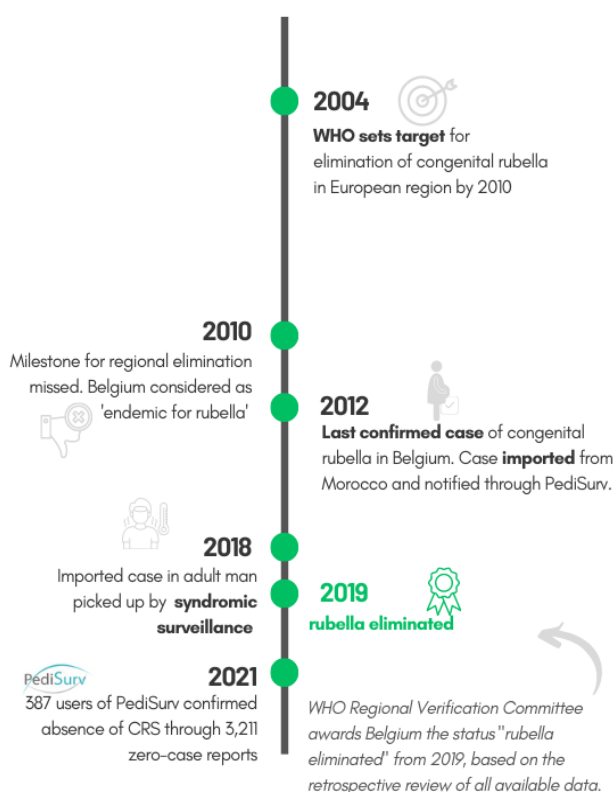 2004
WHO sets target for
elimination of congenital rubella
in European region by 2010
2010
Milestone for regional elimination
missed. Belgium considered as
'endemic for rubella'
2012
Last confirmed case of congenital
rubella in Belgium. Case imported from
Morocco and notified through PediSurv.
2018
Imported case in adult man
picked up by syndromic
surveillance
2019
rubella eliminated
PediSurv
2021
387 users of PediSurv confirmed
absence of CRS through 3,211
zero-case reports
WHO Regional Verification Committee
awards Belgium the status "rubella
eliminated" from 2019, based on the
retrospective review of all available data.